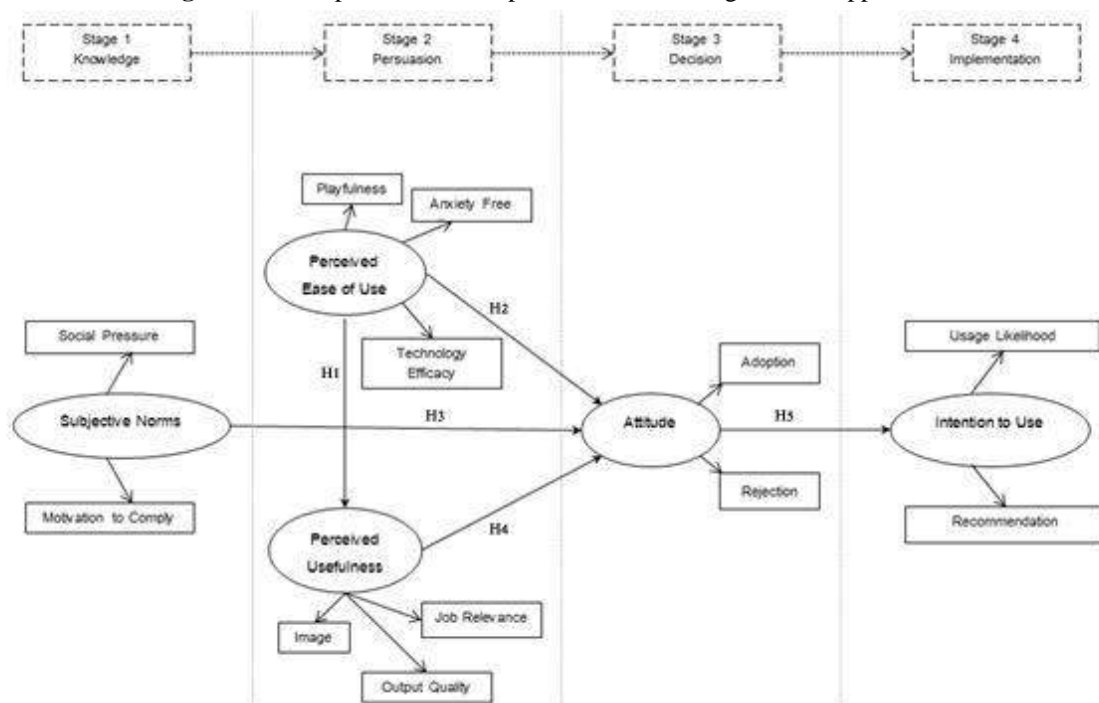 Stage 1
Knowledge
Stage 2
Persuasion
Stage 3
Decision
Stage 4
Implementation
Playfulness
Anxiety Free
Perceived
Ease of Use
H2
Social Pressure
Technology
Efficacy
H1
Usage Likelihood
Adoption
Subjective Norms
H3
Attitude
H5
Intention to Use
Motivation to Comply
Rejection
Recommendation
Perceived
Usefulness
H4
Job Relevance
Image
Output Quality